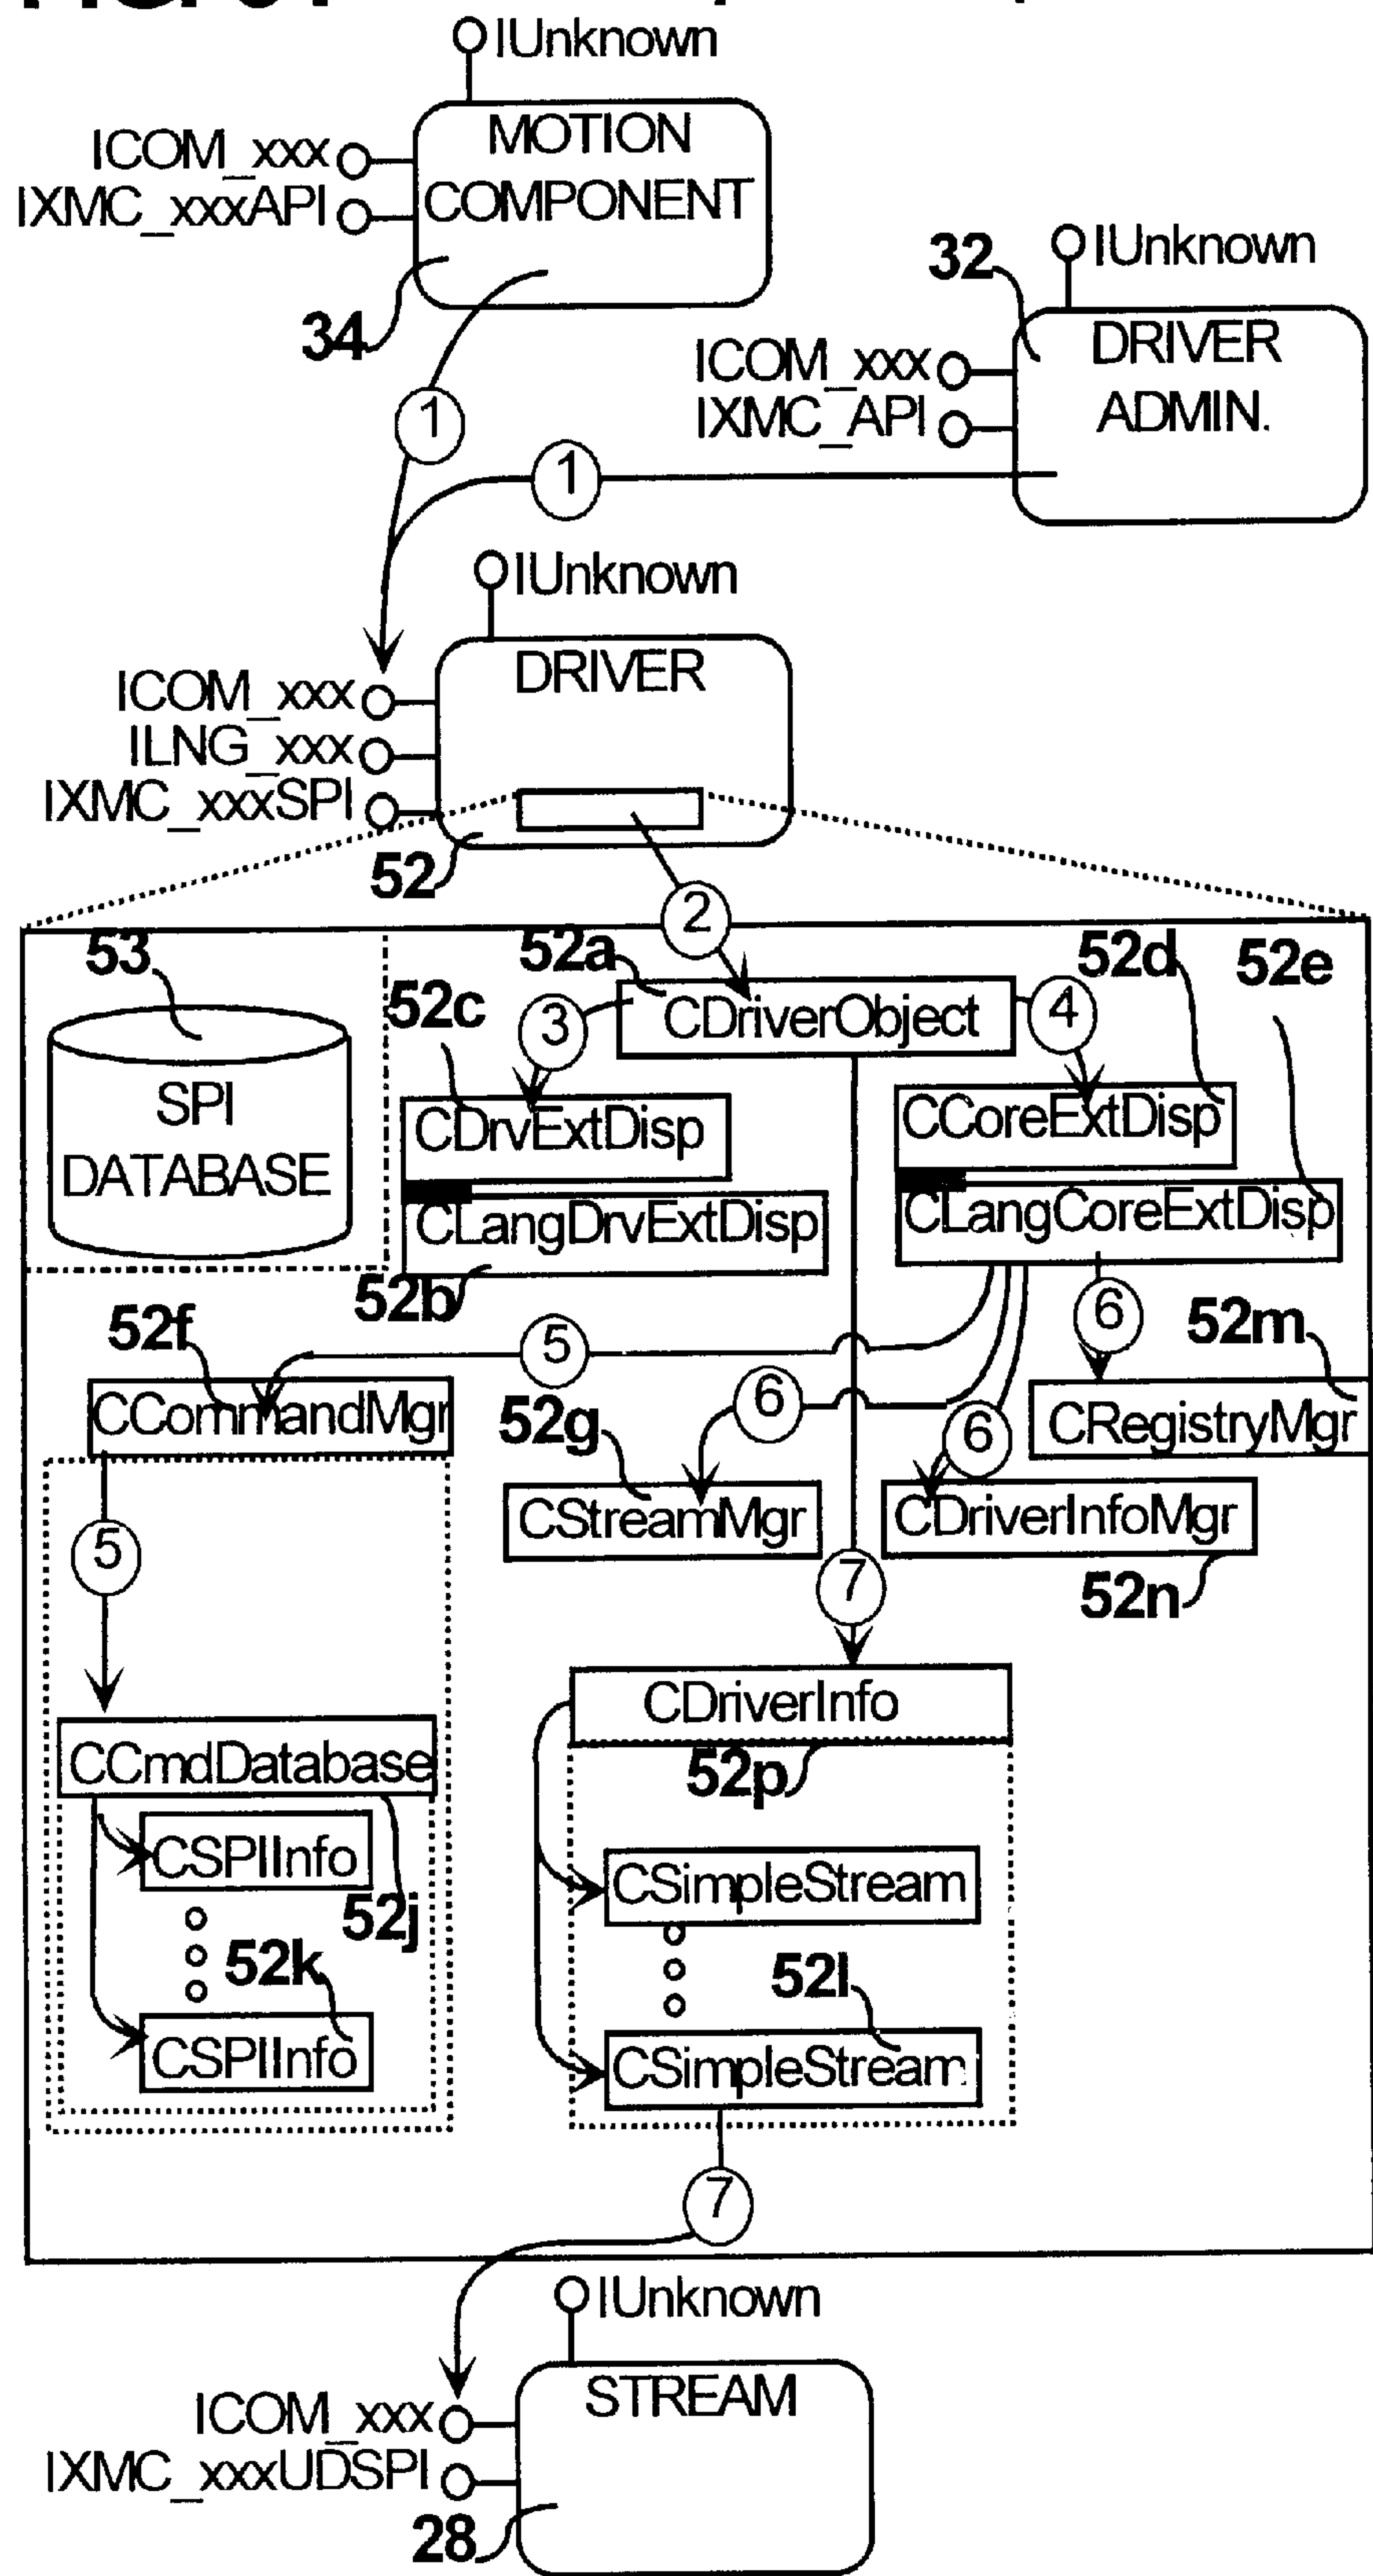 IUnknown
MOTION
COMPONENT
ICOM_xxx
IXMC_xxxAPI
34
32
IUnknown
DRIVER
ADMIN.
ICOM_xxx
IXMC_API
1
1
IUnknown
DRIVER
ICOM_xxx
ILNG_xxx
IXMC_xxxSPI
52
2
53
SPI
DATABASE
52a
52d
52e
52c
3
CDriverObject
4
CDrvExtDisp
CCoreExtDisp
CLangDrvExtDisp
CLangCoreExtDisp
52b
52f
5
6
52m
CCommandMgr
52g
6
6
CRegistryMgr
CStreamMgr
CDriverInfoMgr
5
7
52n
CDriverInfo
CCmdDatabase
52p
CSPIInfo
CSimpleStream
52j
52k
52l
CSPIInfo
CSimpleStream
7
IUnknown
STREAM
ICOM_xxx
IXMC_xxxUDSPI
28